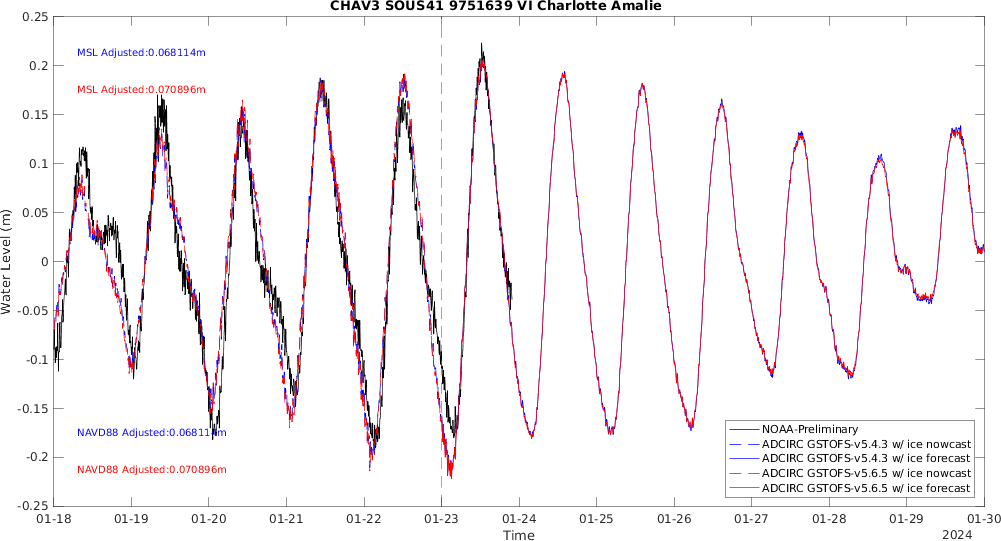 CHAV3 SOUS41 9751639 VI Charlotte Amalie
0.25
0.2
0.15
0.1
0.05
0
-0.05
-0.1
-0.15
-0.2
-0.25
Water Level (m)
MSL Adjusted:0.068114m
MSL Adjusted:0.070896m
NAVD88 Adjusted:0.068114m
NAVD88 Adjusted:0.070896m
NOAA-Preliminary
ADCIRC GSTOFS-v5.4.3 w/ ice nowcast
ADCIRC GSTOFS-v5.4.3 w/ ice forecast
ADCIRC GSTOFS-v5.6.5 w/ ice nowcast
ADCIRC GSTOFS-v5.6.5 w/ ice forecast
01-18 01-19 01-20 01-21 01-22 01-23 01-24 01-25 01-26 01-27 01-28 01-29 01-30
Time
2024